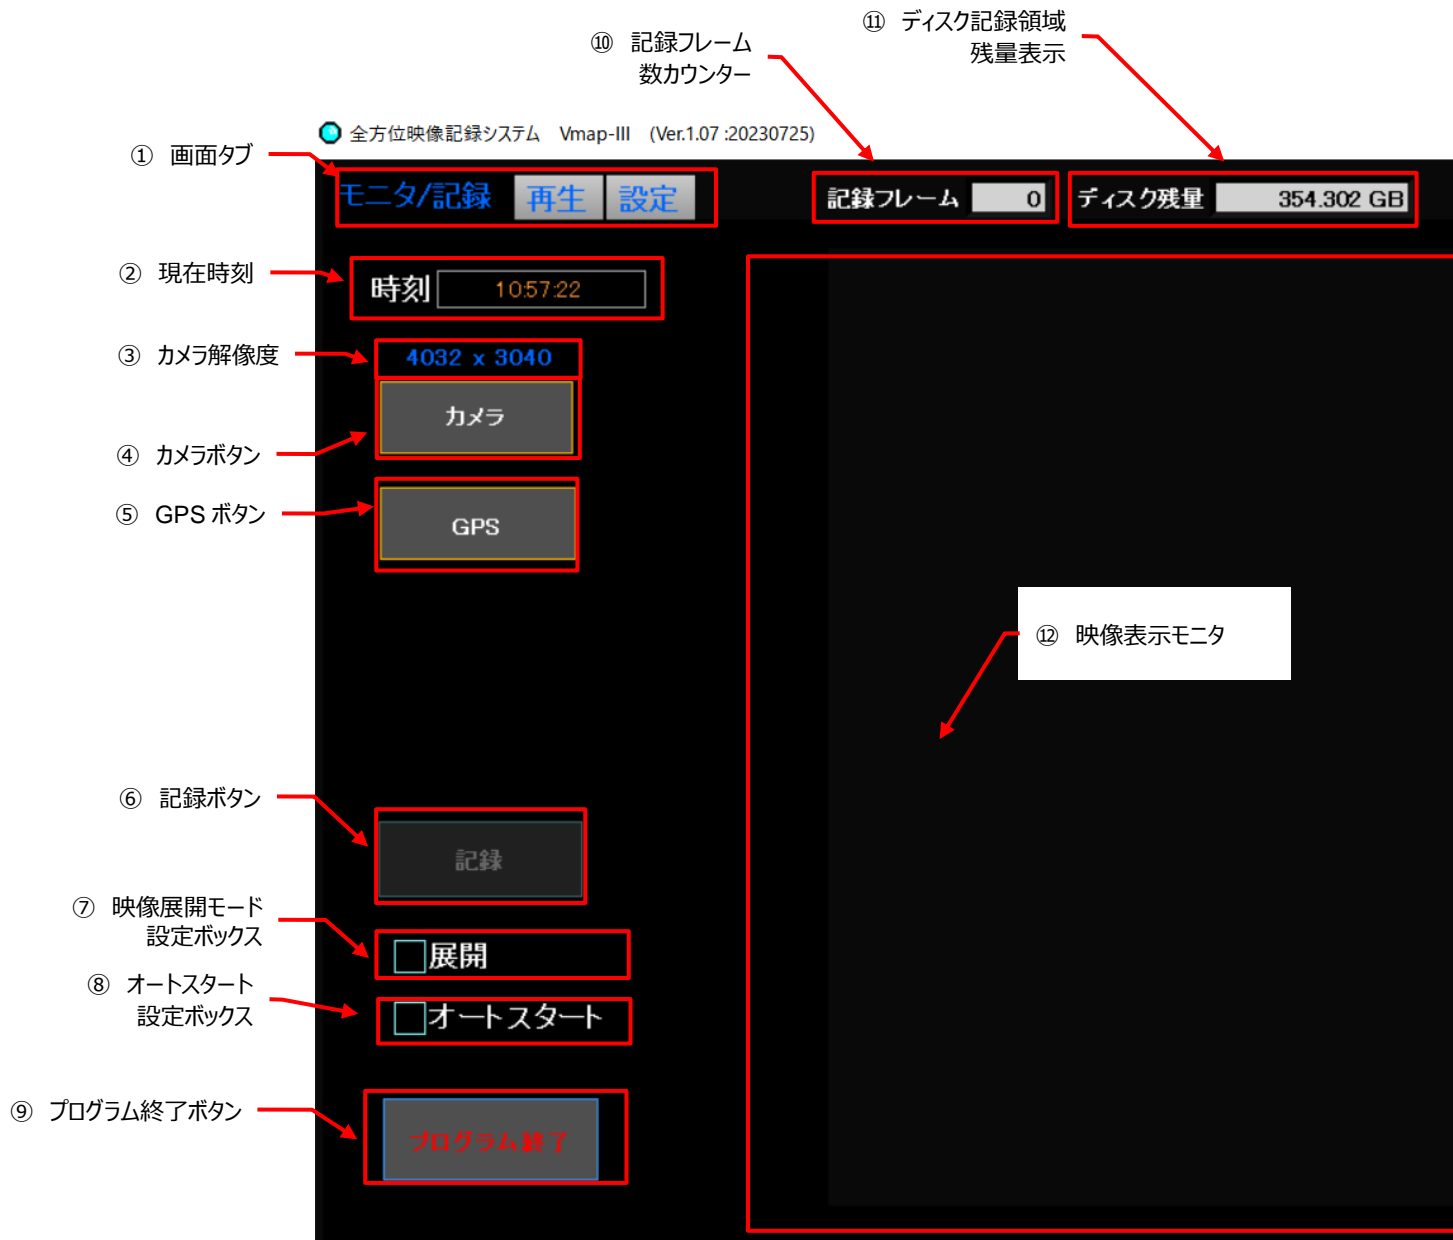 ⑪ ディスク記録領域
残量表示
⑩ 記録フレーム
数カウンター
全方位映像記録システム Vmap-III (Ver.1.07 :20230725)
① 画面タブ
モニタ/記録 再生 設定
記録フレーム 0
ディスク残量 354.302 GB
② 現在時刻
時刻 10:57:22
③ カメラ解像度
4032 x 3040
カメラ
④ カメラボタン
⑤ GPS ボタン
GPS
⑫ 映像表示モニタ
⑥ 記録ボタン
記録
⑦ 映像展開モード
設定ボックス
展開
⑧ オートスタート
設定ボックス
オートスタート
⑨ プログラム終了ボタン
プログラム終了